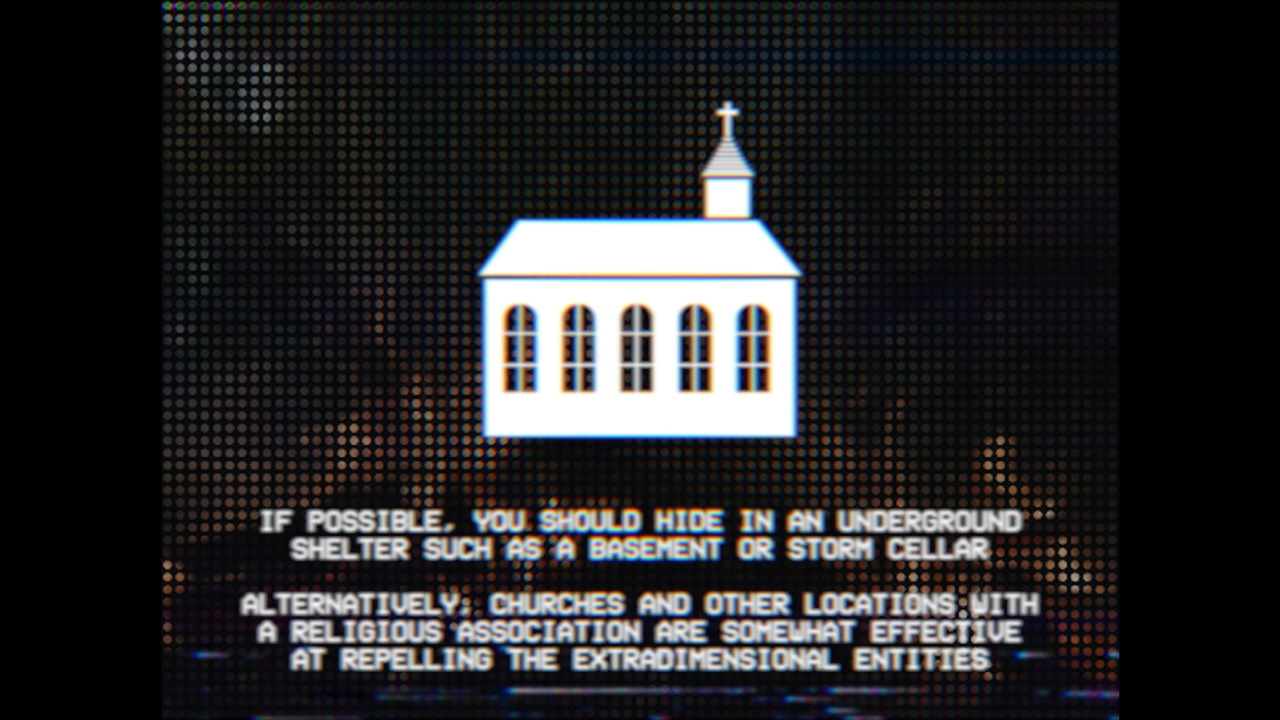 IF POSSIBLE, YOU SHOULD HIDE IN AN UNDERGROUND
SHELTER SUCH AS A BASEMENT OR STORM CELLAR
ALTERNATIVELY, CHURCHES AND OTHER LOCATIONS WITH
A RELIGIOUS ASSOCIATION ARE SOMEWHAT EFFECTIVE
AT REPELLING THE EXTRADIMENSIONAL ENTITIES